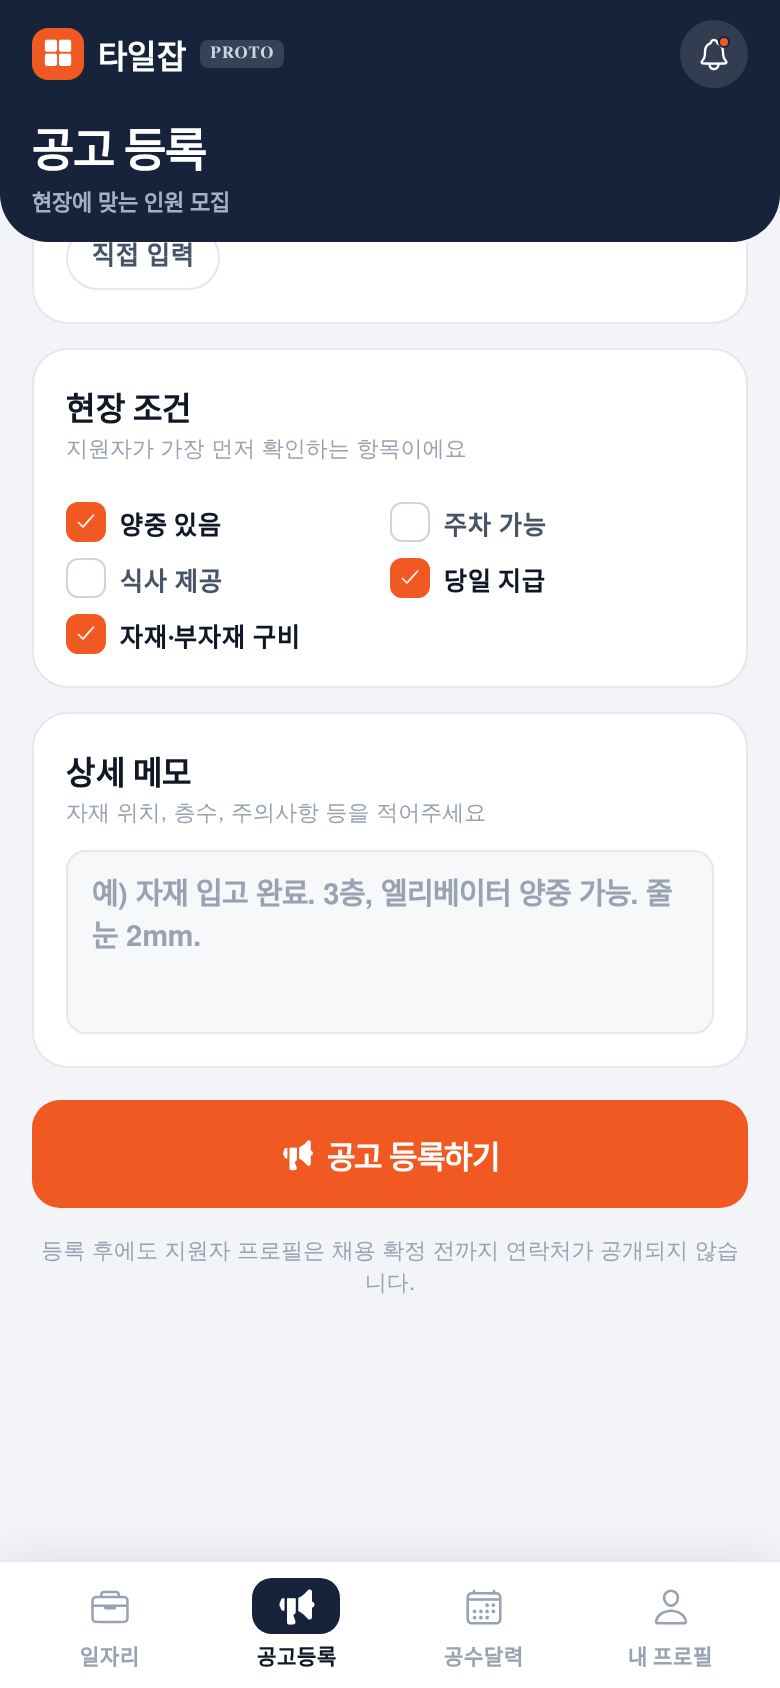 타일잡 PROTO
공고 등록
현장에 맞는 인원 모집
직접 입력
현장 조건
지원자가 가장 먼저 확인하는 항목이에요
양중 있음
주차 가능
식사 제공
당일 지급
자재·부자재 구비
상세 메모
자재 위치, 층수, 주의사항 등을 적어주세요
예) 자재 입고 완료. 3층, 엘리베이터 양중 가능. 줄
눈 2mm.
공고 등록하기
등록 후에도 지원자 프로필은 채용 확정 전까지 연락처가 공개되지 않습
니다.
일자리
공고등록
공수달력
내 프로필